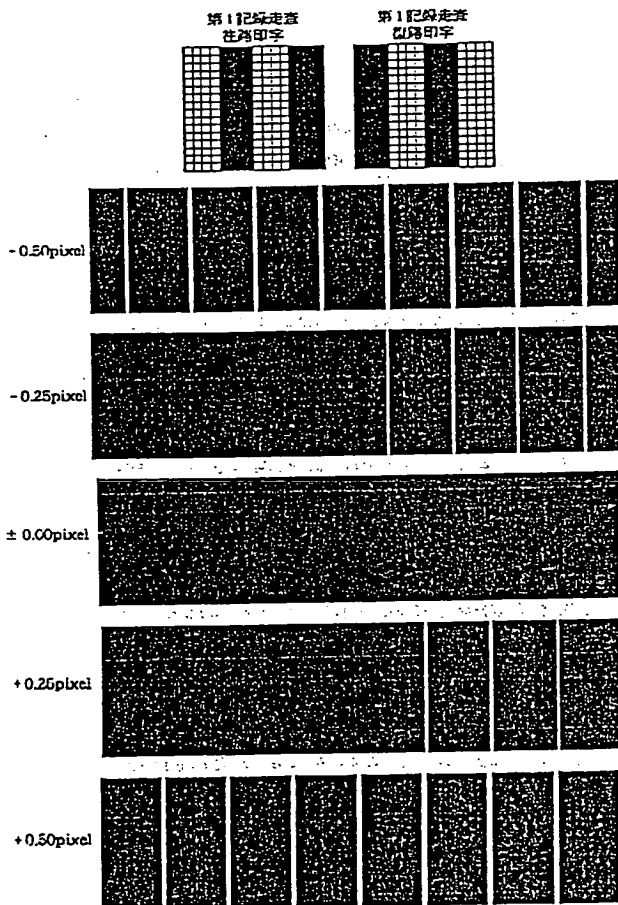 第1記録走査
往路印字
第1記録走査
復路印字
- 0.50pixel
- 0.25pixel
± 0.00pixel
+ 0.25pixel
+ 0.50pixel